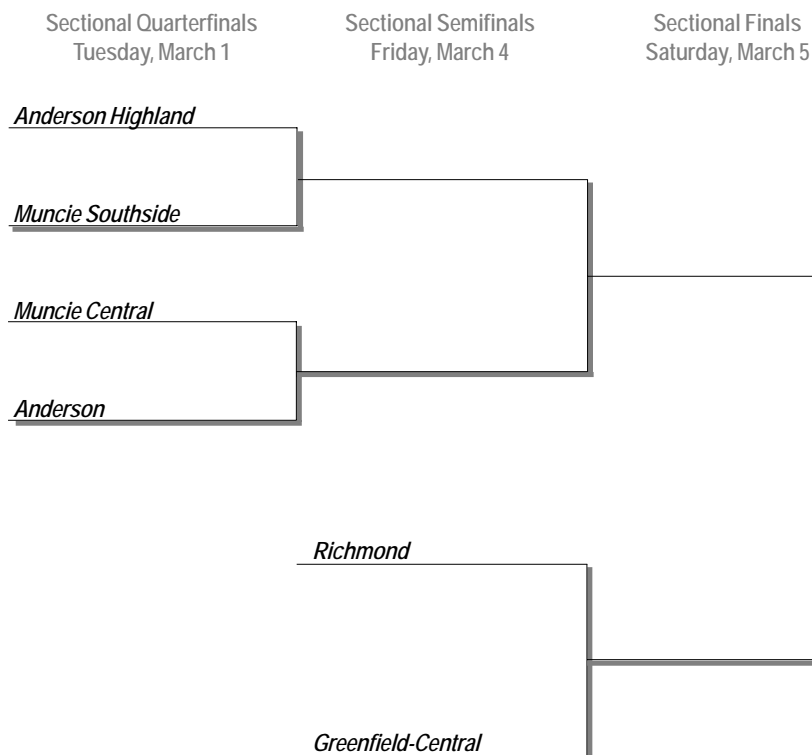 Sectional Quarterfinals
Tuesday, March 1
Sectional Semifinals
Friday, March 4
Sectional Finals
Saturday, March 5
Anderson Highland
Muncie Southside
Muncie Central
Anderson
Richmond
Greenfield-Central